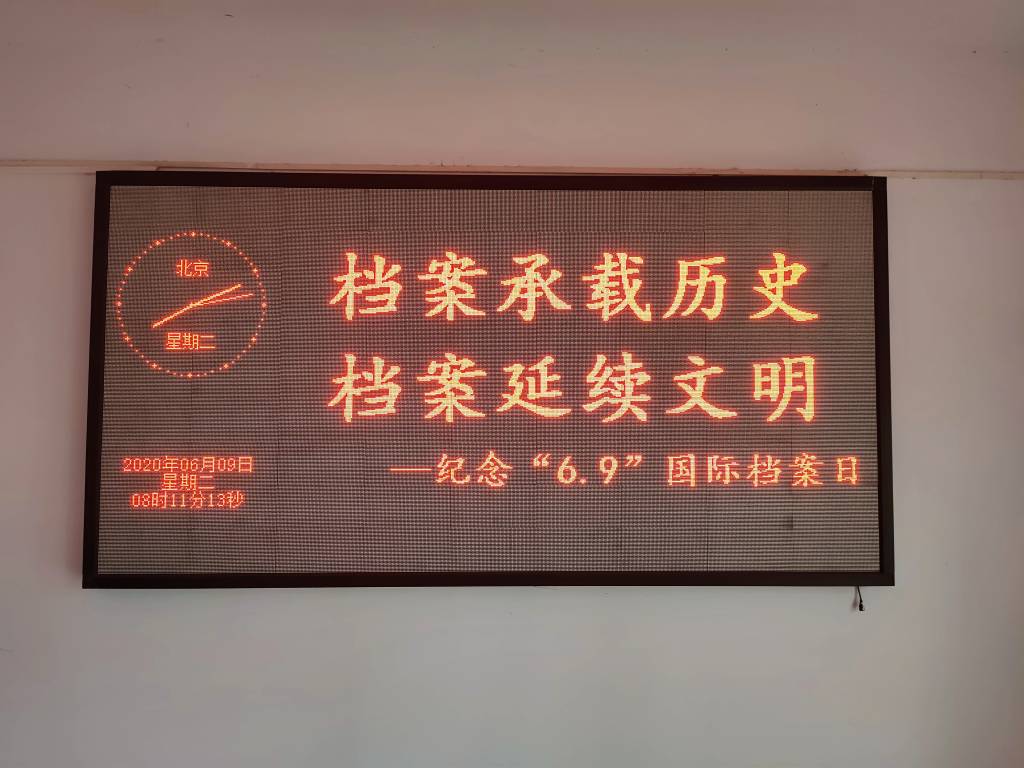 北京
星期二
2020年06月09日
星期二
08时11分13秒
档案承载历史
档案延续文明
—纪念“6.9”国际档案日